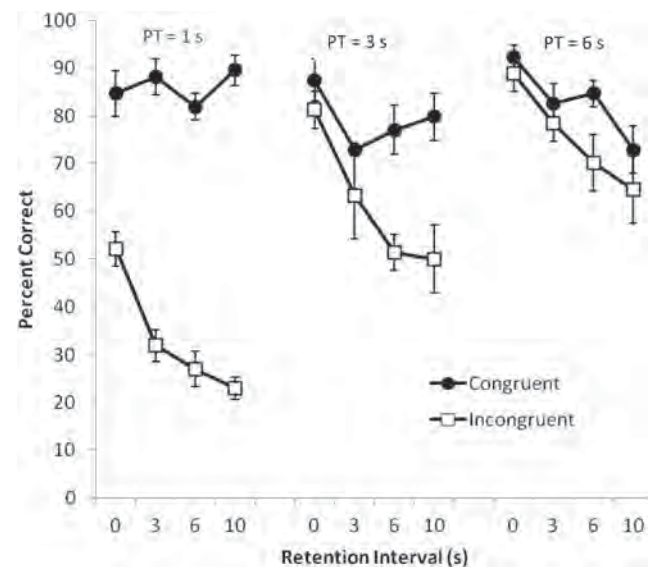 100
90
80
70
60
50
40
30
20
10
0
Percent Correct
PT = 1 s
PT = 3 s
PT = 6 s
Congruent
Incongruent
0 3 6 10 0 3 6 10 0 3 6 10
Retention Interval (s)